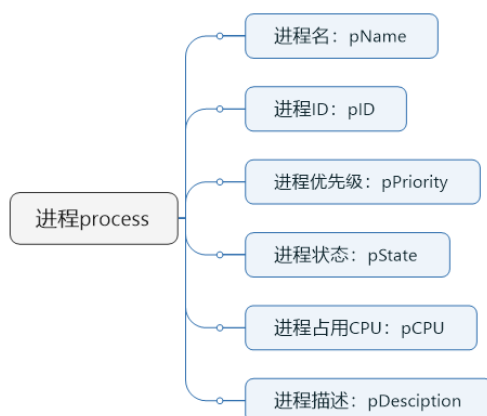 进程名：pName
进程ID：pID
进程优先级：pPriority
进程process
进程状态：pState
进程占用CPU：pCPU
进程描述：pDesciption